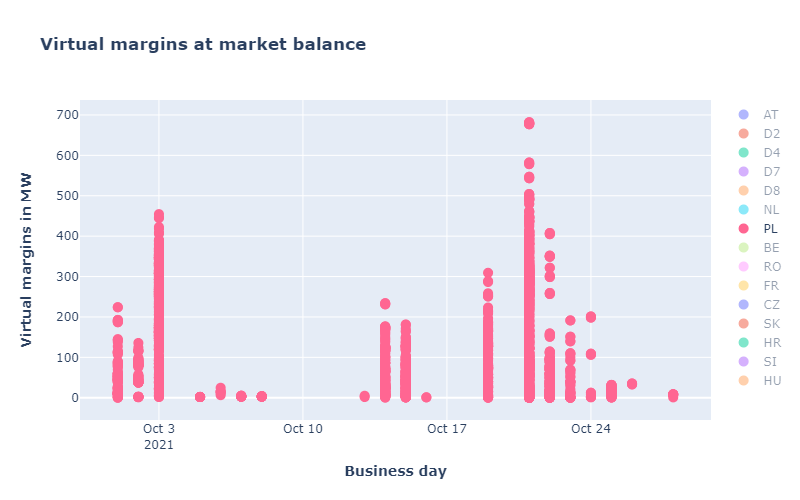 Virtual margins at market balance
700
600
500
400
300
200
100
0
Virtual margins in MW
Oct 3
2021
Oct 10
Oct 17
Oct 24
Business day
AT
D2
D4
D7
D8
NL
PL
BE
RO
FR
CZ
SK
HR
SI
HU